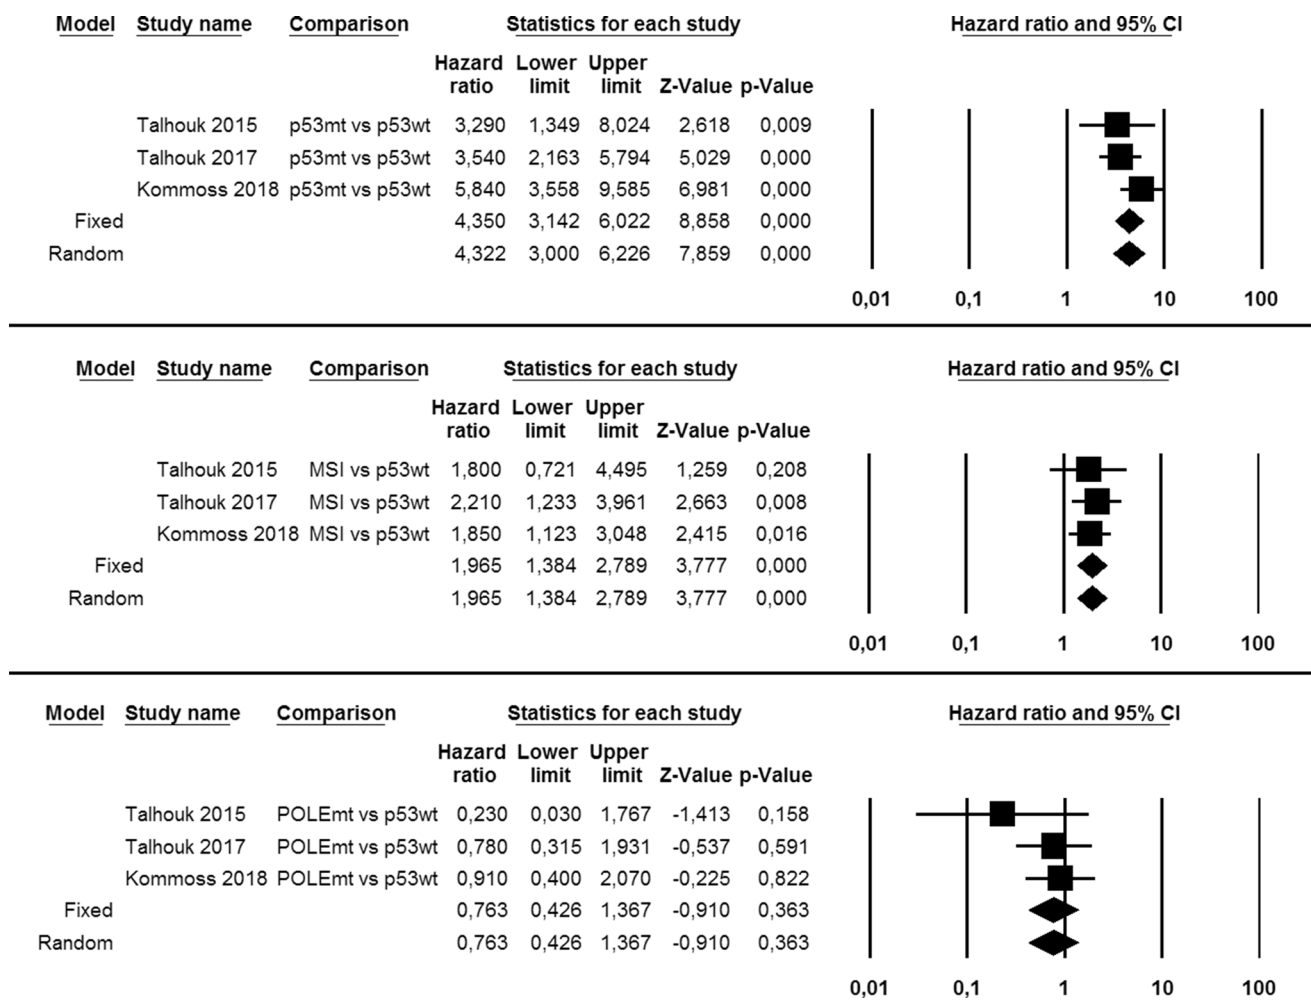 Model Study name Comparison Statistics for each study Hazard ratio and 95% CI
Hazard Lower Upper
ratio limit limit Z-Value p-Value
Talhouk 2015 p53mt vs p53wt 3,290 1,349 8,024 2,618 0,009
Talhouk 2017 p53mt vs p53wt 3,540 2,163 5,794 5,029 0,000
Kommoss 2018 p53mt vs p53wt 5,840 3,558 9,585 6,981 0,000
Fixed 4,350 3,142 6,022 8,858 0,000
Random 4,322 3,000 6,226 7,859 0,000
0,01 0,1 1 10 100
Model Study name Comparison Statistics for each study Hazard ratio and 95% CI
Hazard Lower Upper
ratio limit limit Z-Value p-Value
Talhouk 2015 MSI vs p53wt 1,800 0,721 4,495 1,259 0,208
Talhouk 2017 MSI vs p53wt 2,210 1,233 3,961 2,663 0,008
Kommoss 2018 MSI vs p53wt 1,850 1,123 3,048 2,415 0,016
Fixed 1,965 1,384 2,789 3,777 0,000
Random 1,965 1,384 2,789 3,777 0,000
0,01 0,1 1 10 100
Model Study name Comparison Statistics for each study Hazard ratio and 95% CI
Hazard Lower Upper
ratio limit limit Z-Value p-Value
Talhouk 2015 POLEmt vs p53wt 0,230 0,030 1,767 -1,413 0,158
Talhouk 2017 POLEmt vs p53wt 0,780 0,315 1,931 -0,537 0,591
Kommoss 2018 POLEmt vs p53wt 0,910 0,400 2,070 -0,225 0,822
Fixed 0,763 0,426 1,367 -0,910 0,363
Random 0,763 0,426 1,367 -0,910 0,363
0,01 0,1 1 10 100